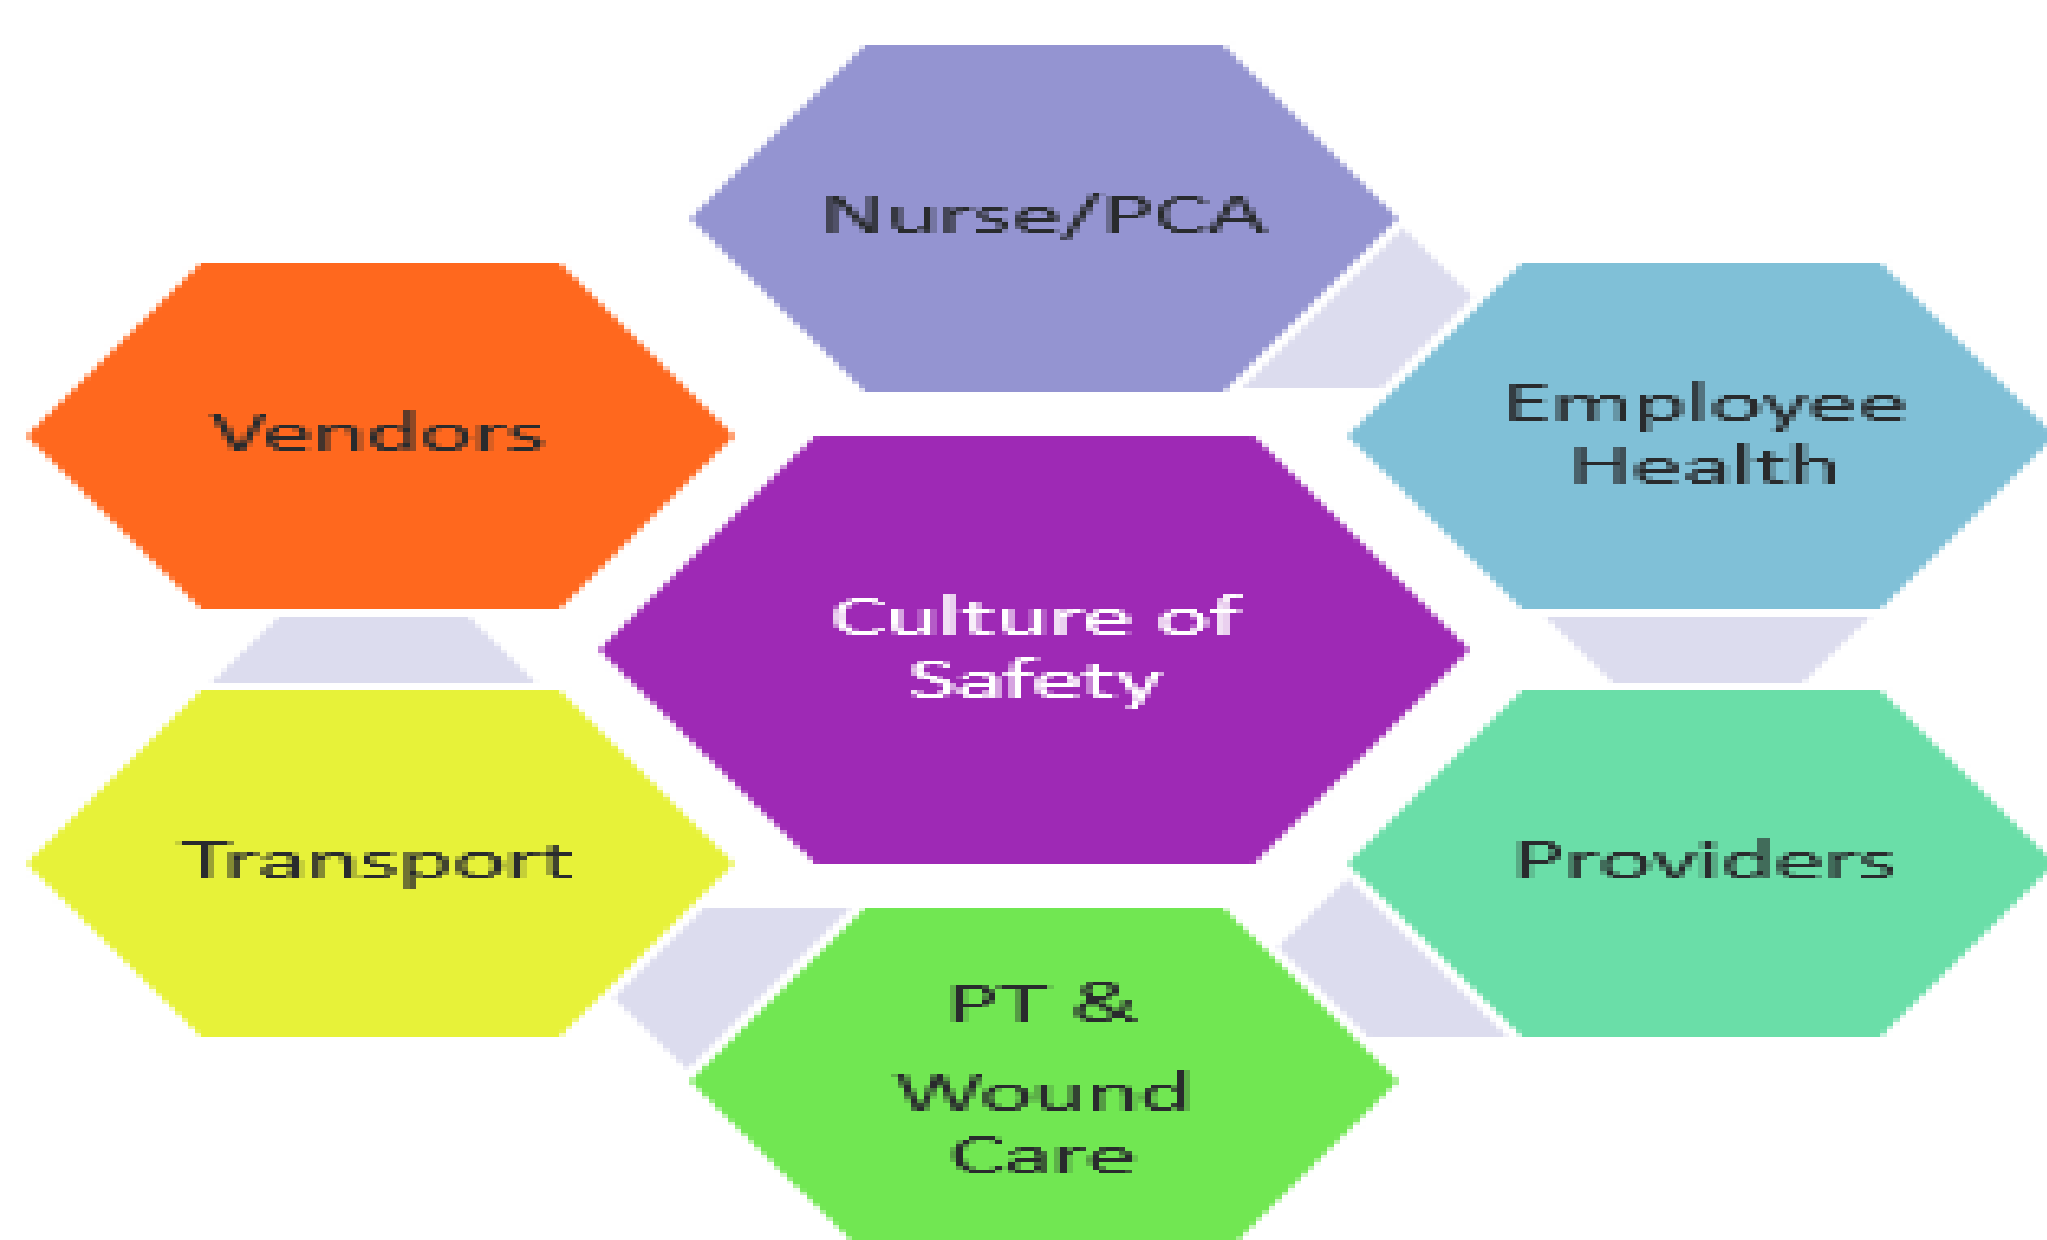 Nurse/PCA
Vendors
Employee
Health
Culture of
Safety
Transport
Providers
PT &
Wound
Care